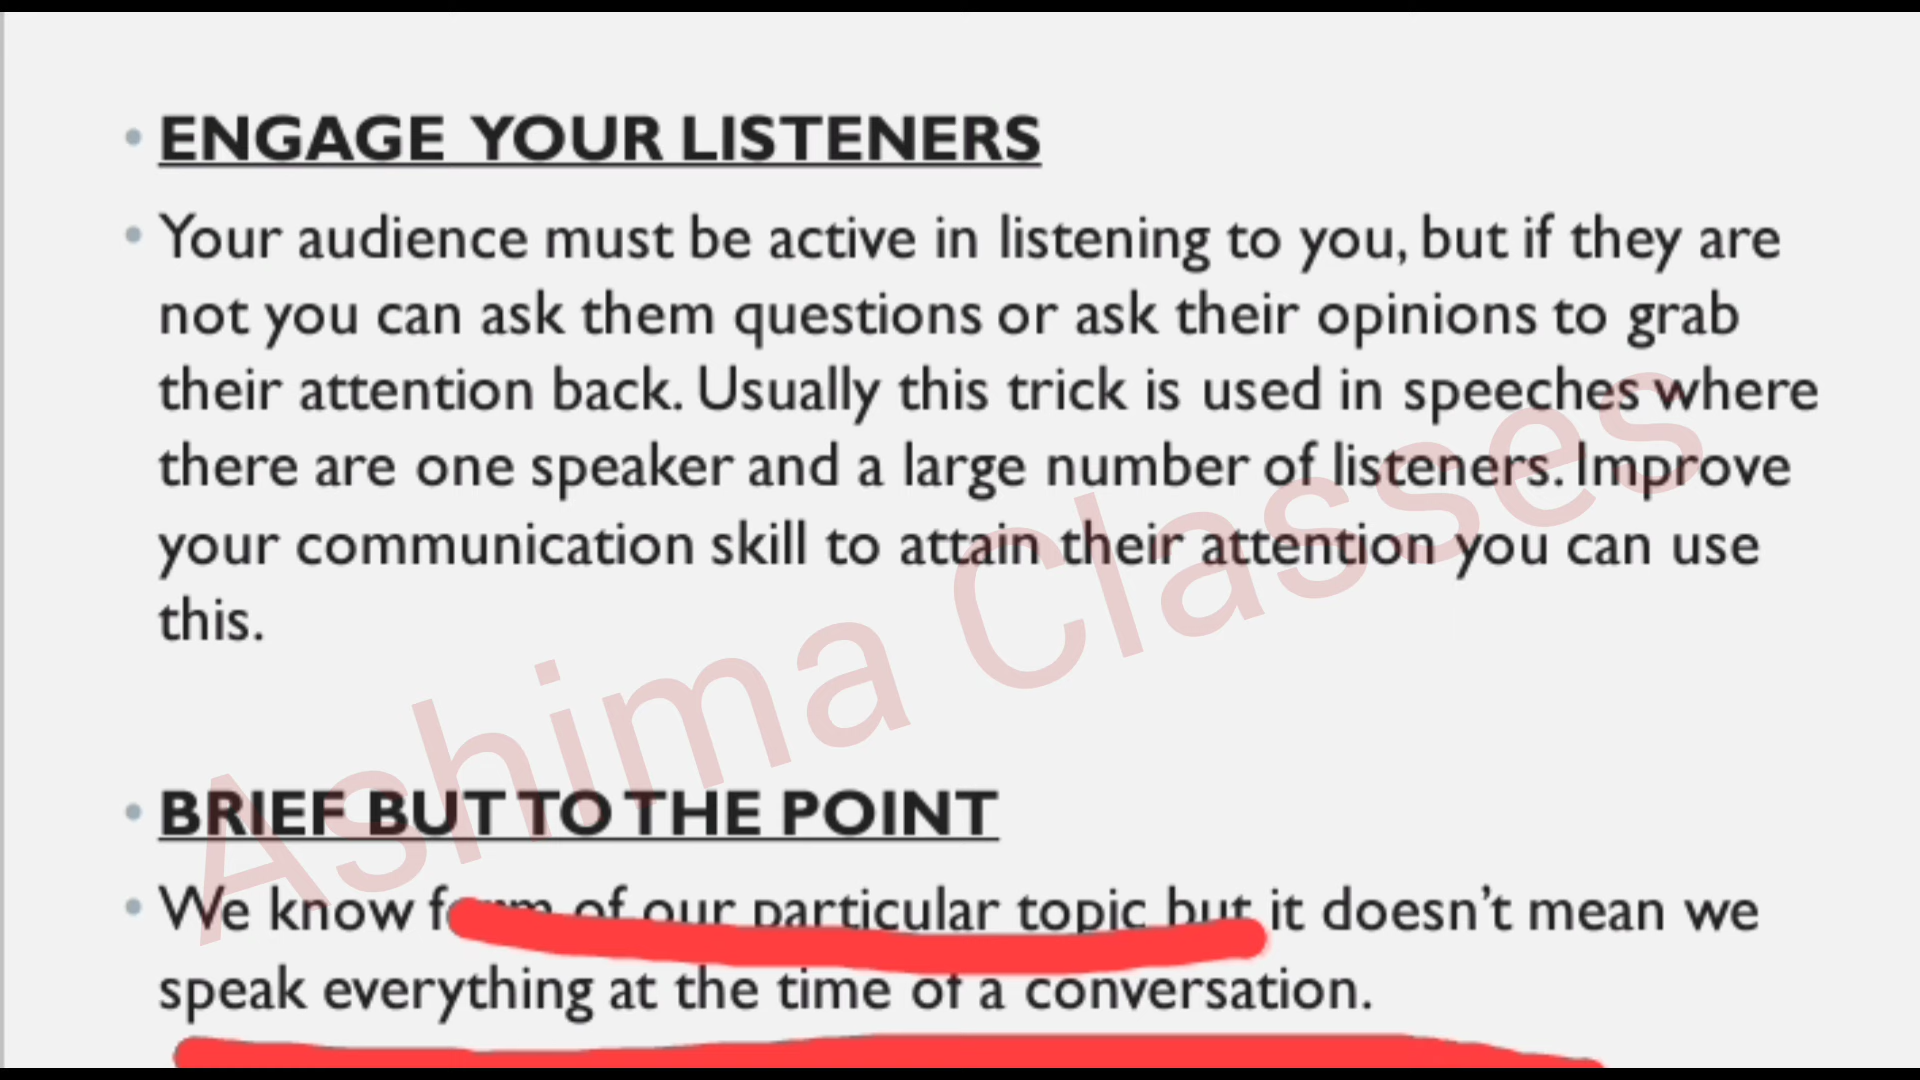 • ENGAGE YOUR LISTENERS
• Your audience must be active in listening to you, but if they are
not you can ask them questions or ask their opinions to grab
their attention back. Usually this trick is used in speeches where
there are one speaker and a large number of listeners. Improve
your communication skill to attain their attention you can use
this.
Ashima Classes
• BRIEF BUT TO THE POINT
• We know form of our particular topic but it doesn't mean we
speak everything at the time of a conversation.